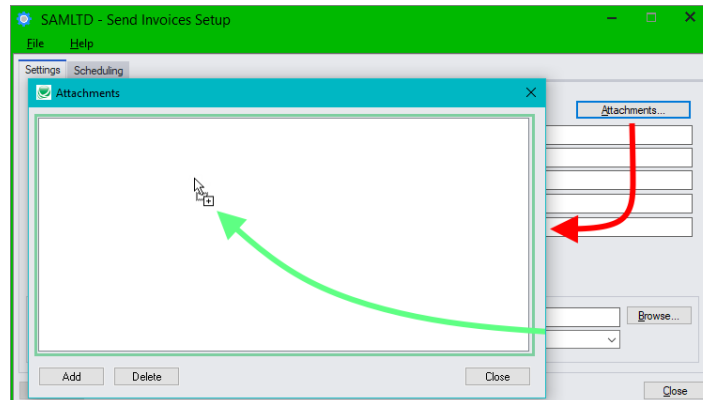 SAMLTD - Send Invoices Setup
File Help
Settings Scheduling
Attachments
Attachments...
Browse...
Add Delete Close
Close